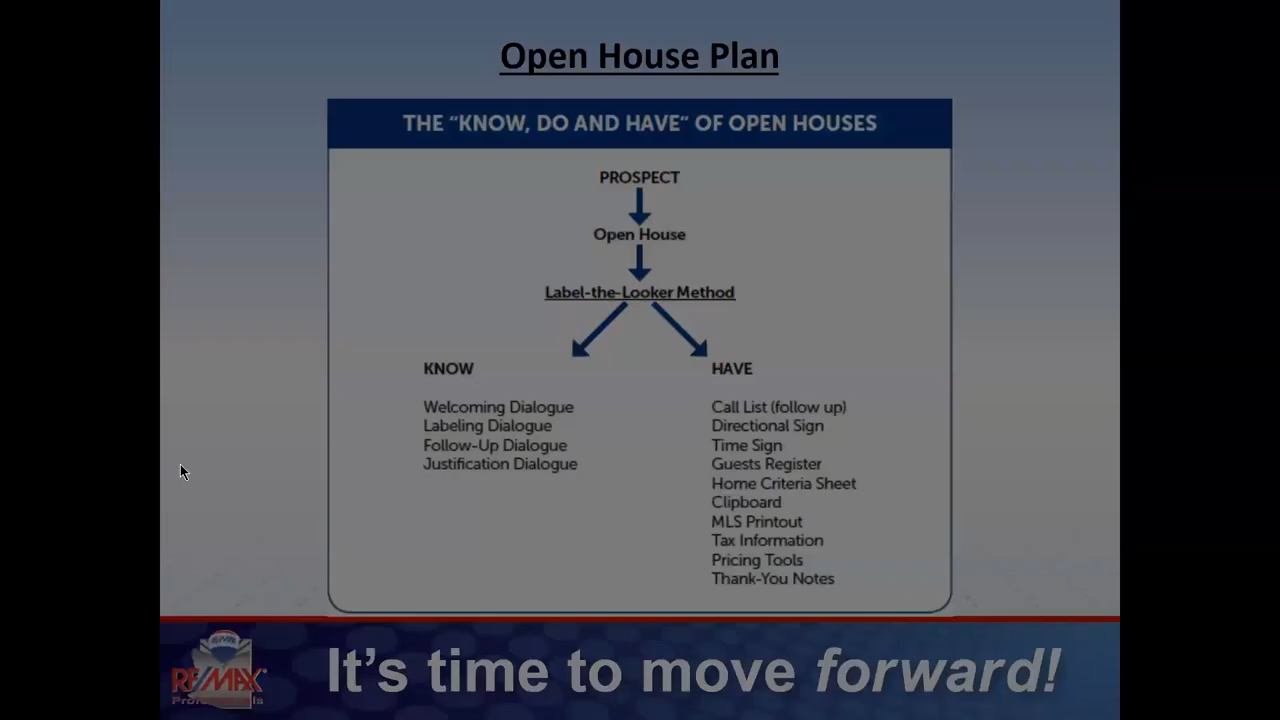 Open House Plan
THE “KNOW, DO AND HAVE” OF OPEN HOUSES
PROSPECT
Open House
Label-the-Looker Method
KNOW
Welcoming Dialogue
Labeling Dialogue
Follow-Up Dialogue
Justification Dialogue
HAVE
Call List (follow up)
Directional Sign
Time Sign
Guests Register
Home Criteria Sheet
Clipboard
MLS Printout
Tax Information
Pricing Tools
Thank-You Notes
RE/MAX
It’s time to move forward!